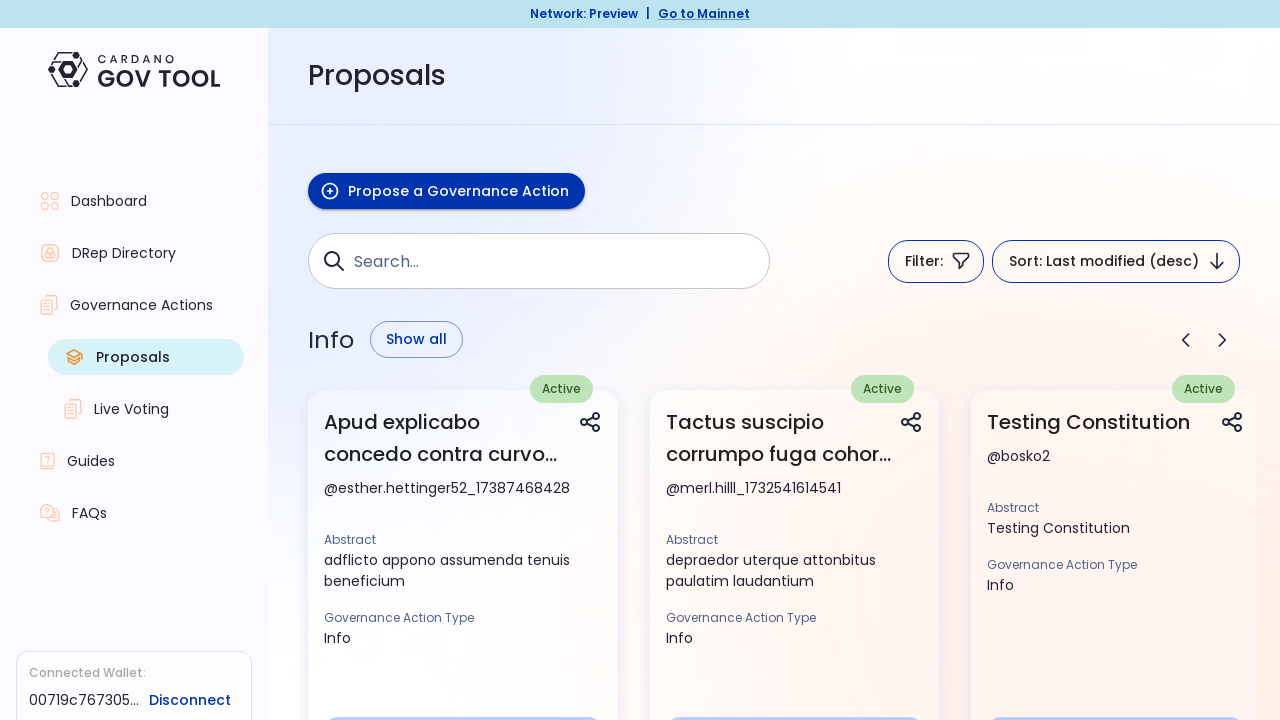 Network: Preview | Go to Mainnet
CARDANO
GOV TOOL
Dashboard
DRep Directory
Governance Actions
Proposals
Live Voting
Guides
FAQs
Connected Wallet:
00719c767305... Disconnect
Proposals
Propose a Governance Action
Search...
Filter:
Sort: Last modified (desc)
Info
Show all
Active
Apud explicabo
concedo contra curvo...
@esther.hettinger52_17387468428
Abstract
adflicto appono assumenda tenuis
beneficium
Governance Action Type
Info
Active
Tactus suscipio
corrumpo fuga cohor...
@merl.hilll_1732541614541
Abstract
depraedor uterque attonbitus
paulatim laudantium
Governance Action Type
Info
Active
Testing Constitution
@bosko2
Abstract
Testing Constitution
Governance Action Type
Info